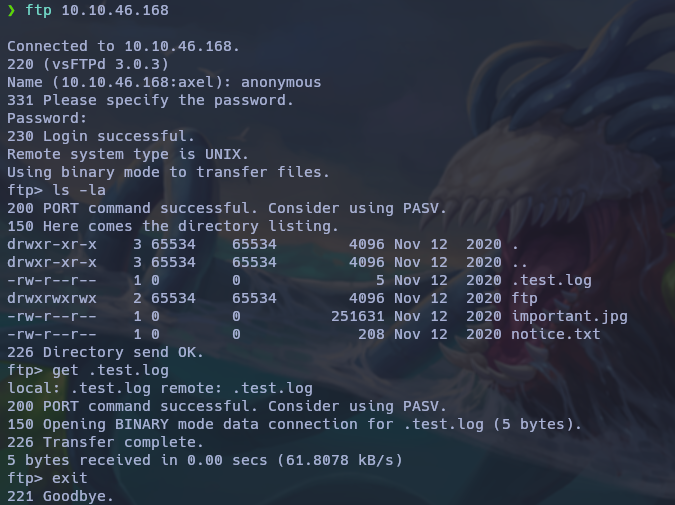 ❯ ftp 10.10.46.168
Connected to 10.10.46.168.
220 (vsFTPd 3.0.3)
Name (10.10.46.168:axel): anonymous
331 Please specify the password.
Password:
230 Login successful.
Remote system type is UNIX.
Using binary mode to transfer files.
ftp> ls -la
200 PORT command successful. Consider using PASV.
150 Here comes the directory listing.
drwxr-xr-x    3 65534    65534        4096 Nov 12  2020 .
drwxr-xr-x    3 65534    65534        4096 Nov 12  2020 ..
-rw-r--r--    1 0        0               5 Nov 12  2020 .test.log
drwxrwxrwx    2 65534    65534        4096 Nov 12  2020 ftp
-rw-r--r--    1 0        0          251631 Nov 12  2020 important.jpg
-rw-r--r--    1 0        0             208 Nov 12  2020 notice.txt
226 Directory send OK.
ftp> get .test.log
local: .test.log remote: .test.log
200 PORT command successful. Consider using PASV.
150 Opening BINARY mode data connection for .test.log (5 bytes).
226 Transfer complete.
5 bytes received in 0.00 secs (61.8078 kB/s)
ftp> exit
221 Goodbye.